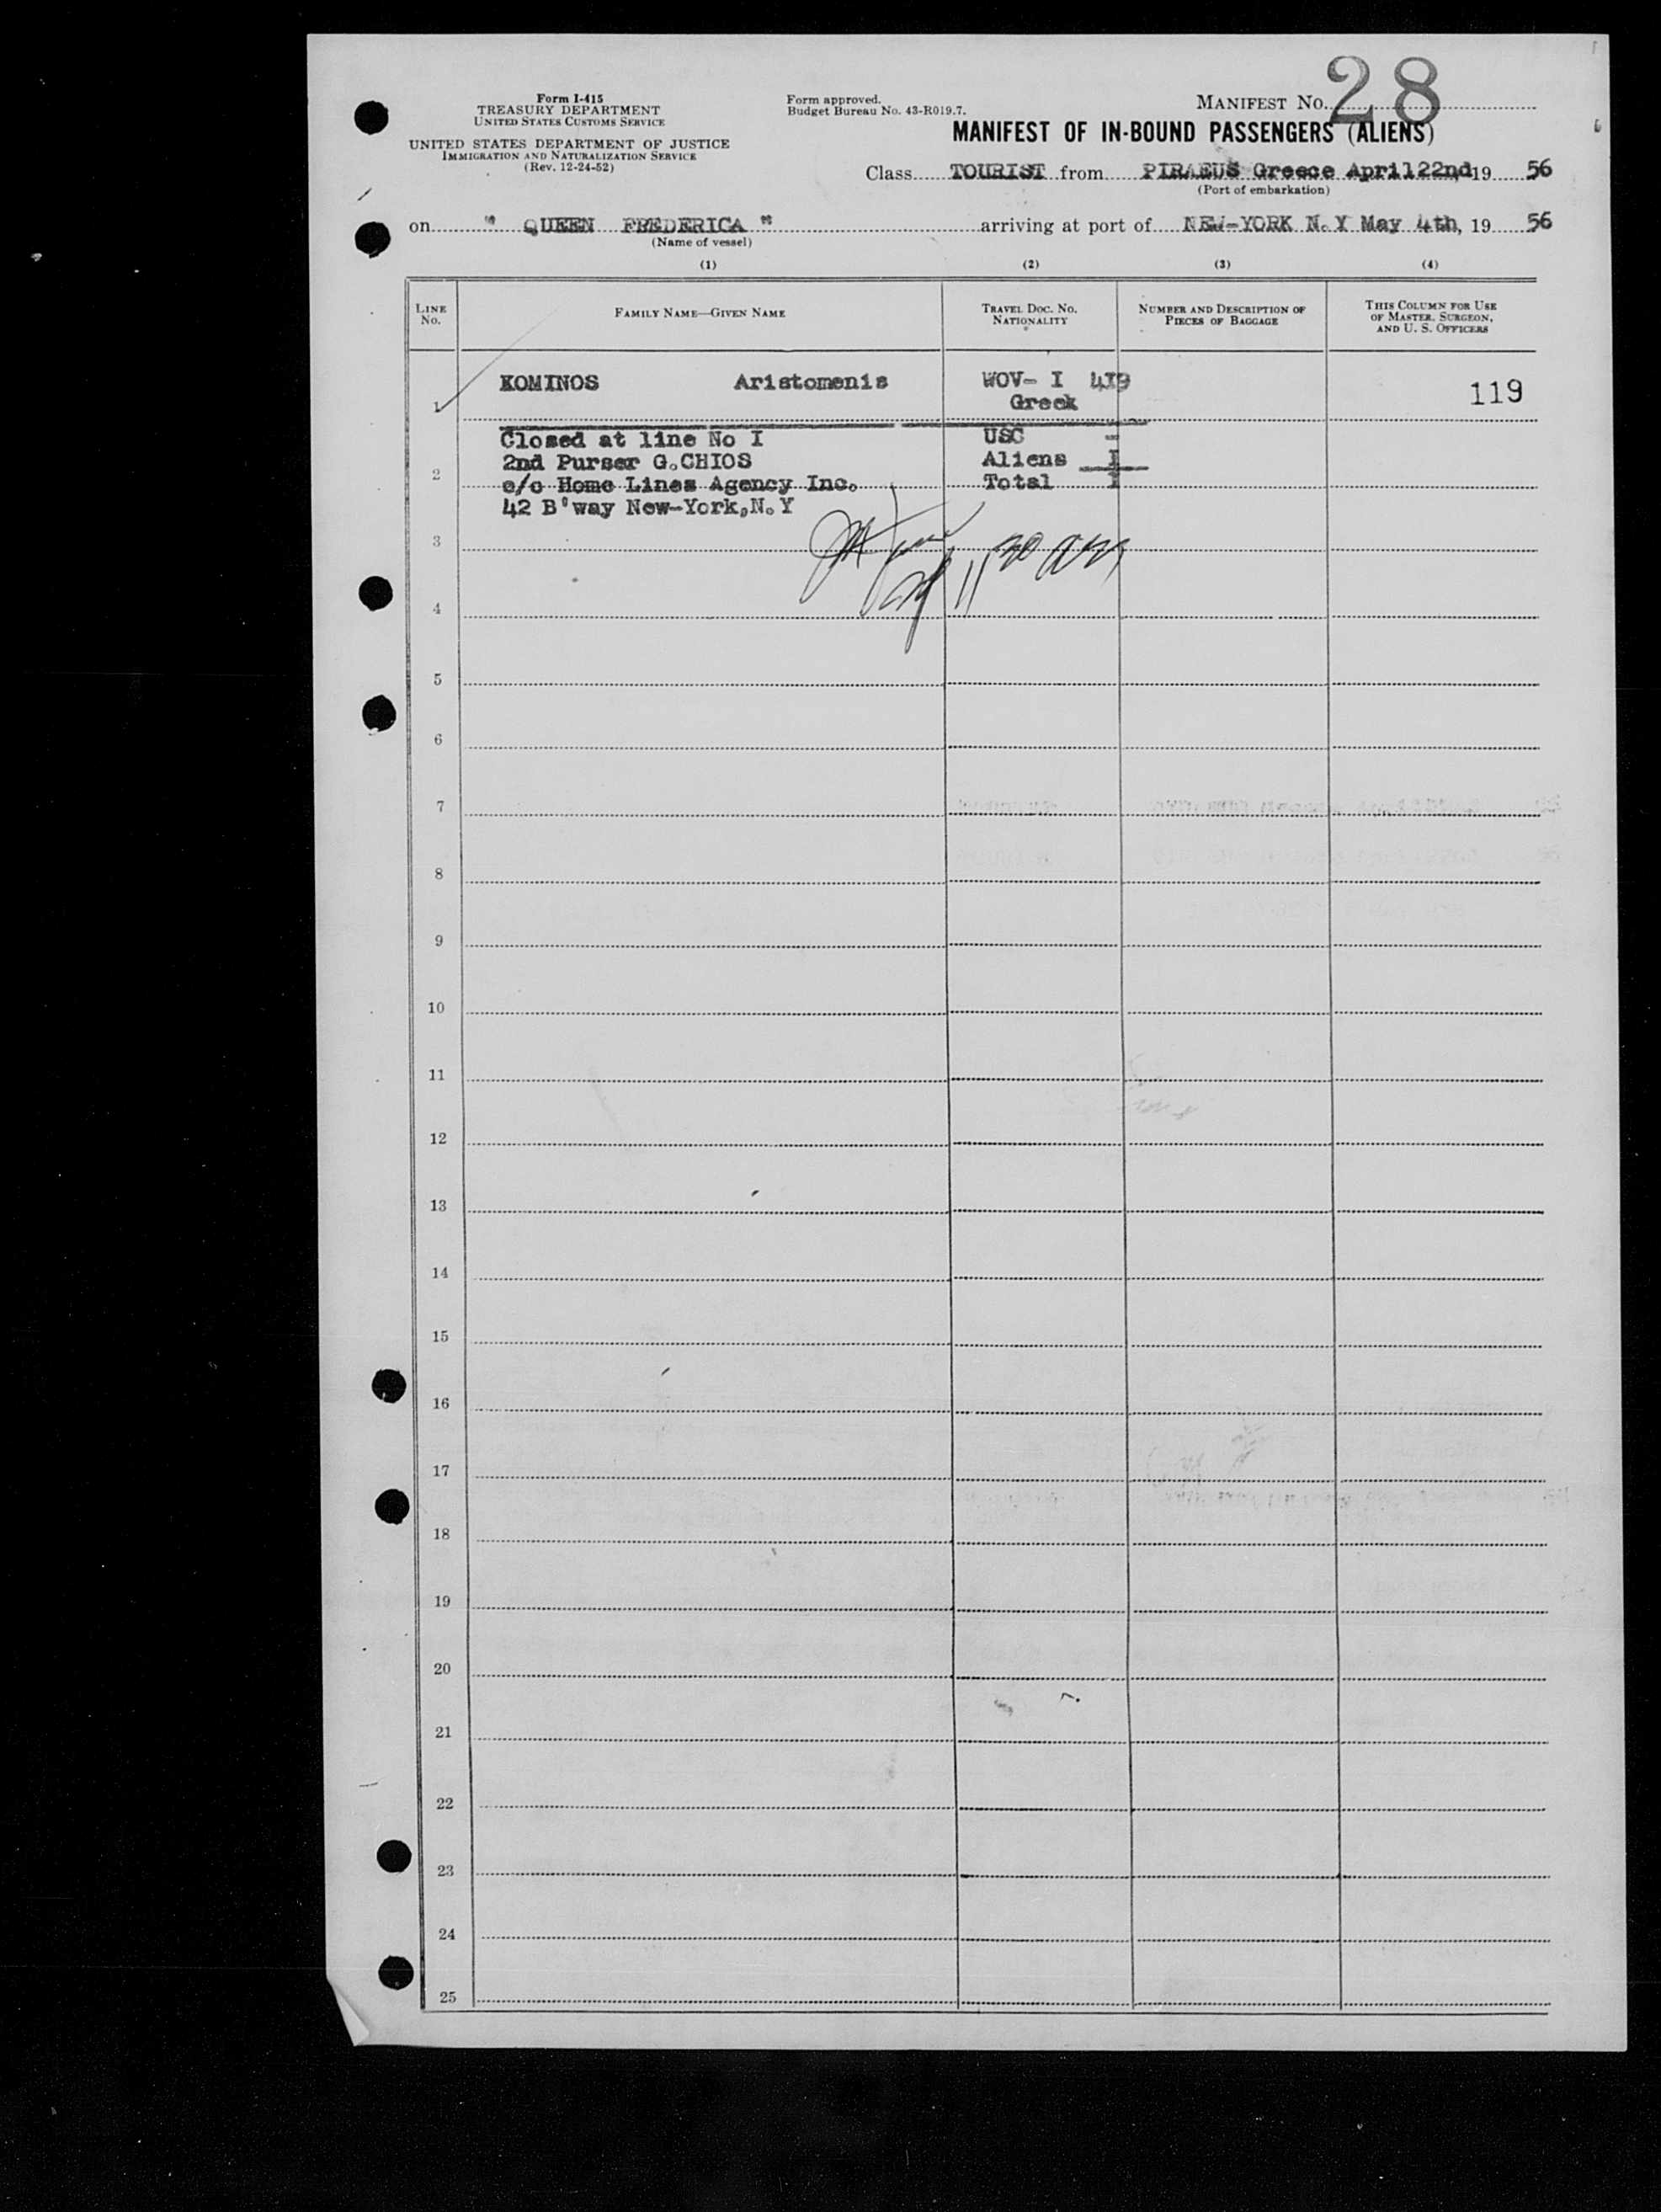 28
Form I-415
TREASURY DEPARTMENT
UNITED STATES CUSTOMS SERVICE
UNITED STATES DEPARTMENT OF JUSTICE
IMMIGRATION AND NATURALIZATION SERVICE
(Rev. 12-24-52)
Form approved.
Budget Bureau No. 43-R019.7.
MANIFEST NO.
MANIFEST OF IN-BOUND PASSENGERS (ALIENS)
Class TOURIST from PIRAEUS Greece April 22nd, 19 56
(Port of embarkation)
on " QUEEN FREDERICA " arriving at port of NEW-YORK N.Y May 4th, 19 56
(Name of vessel)
(1) (2) (3) (4)
LINE NO. FAMILY NAME—GIVEN NAME TRAVEL DOC. NO. NATIONALITY NUMBER AND DESCRIPTION OF PIECES OF BAGGAGE THIS COLUMN FOR USE OF MASTER, SURGEON, AND U. S. OFFICERS
1 KOMINOS Aristomenis WOV- I 4I9 119
Greek
Closed at line No I USC -
2nd Purser G.CHIOS Aliens I
2
c/o Home Lines Agency Inc. Total I
42 B'way New-York,N.Y
3
11 30 am
4
5
6
7
8
9
10
11
12
13
14
15
16
17
18
19
20
21
22
23
24
25